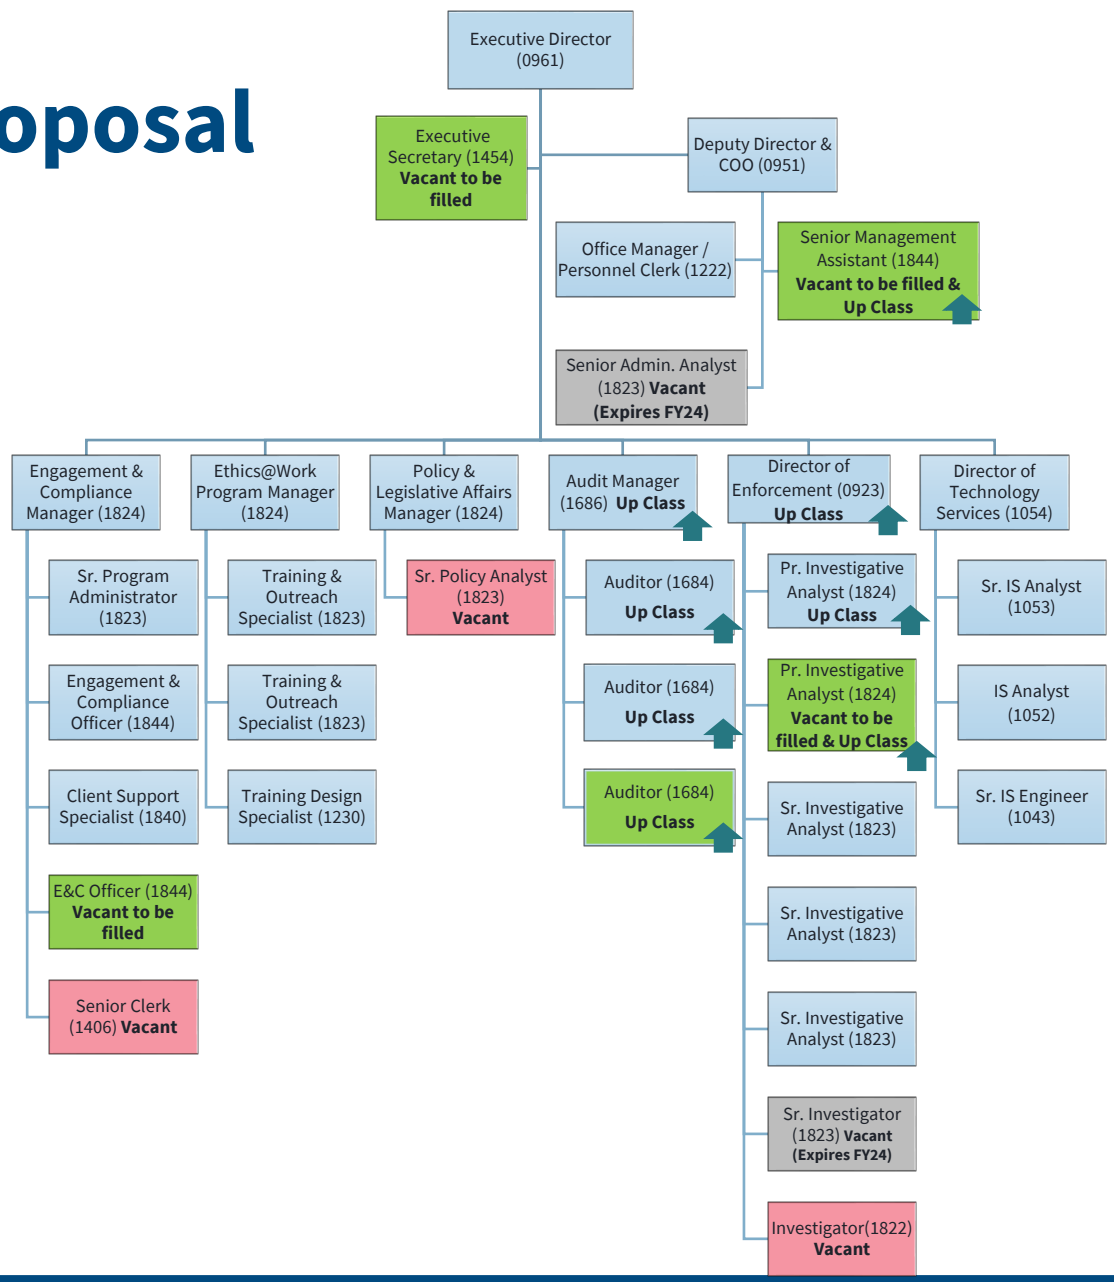 oposal
Executive Director
(0961)
Executive
Secretary (1454)
Vacant to be
filled
Deputy Director &
COO (0951)
Office Manager /
Personnel Clerk (1222)
Senior Management
Assistant (1844)
Vacant to be filled &
Up Class
Senior Admin. Analyst
(1823) Vacant
(Expires FY24)
Engagement &
Compliance
Manager (1824)
Sr. Program
Administrator
(1823)
Engagement &
Compliance
Officer (1844)
Client Support
Specialist (1840)
E&C Officer (1844)
Vacant to be
filled
Senior Clerk
(1406) Vacant
Ethics@Work
Program Manager
(1824)
Training &
Outreach
Specialist (1823)
Training &
Outreach
Specialist (1823)
Training Design
Specialist (1230)
Policy &
Legislative Affairs
Manager (1824)
Sr. Policy Analyst
(1823)
Vacant
Audit Manager
(1686) Up Class
Auditor (1684)
Up Class
Auditor (1684)
Up Class
Auditor (1684)
Up Class
Director of
Enforcement (0923)
Up Class
Pr. Investigative
Analyst (1824)
Up Class
Pr. Investigative
Analyst (1824)
Vacant to be
filled & Up Class
Sr. Investigative
Analyst (1823)
Sr. Investigative
Analyst (1823)
Sr. Investigative
Analyst (1823)
Sr. Investigator
(1823) Vacant
(Expires FY24)
Investigator(1822)
Vacant
Director of
Technology
Services (1054)
Sr. IS Analyst
(1053)
IS Analyst
(1052)
Sr. IS Engineer
(1043)